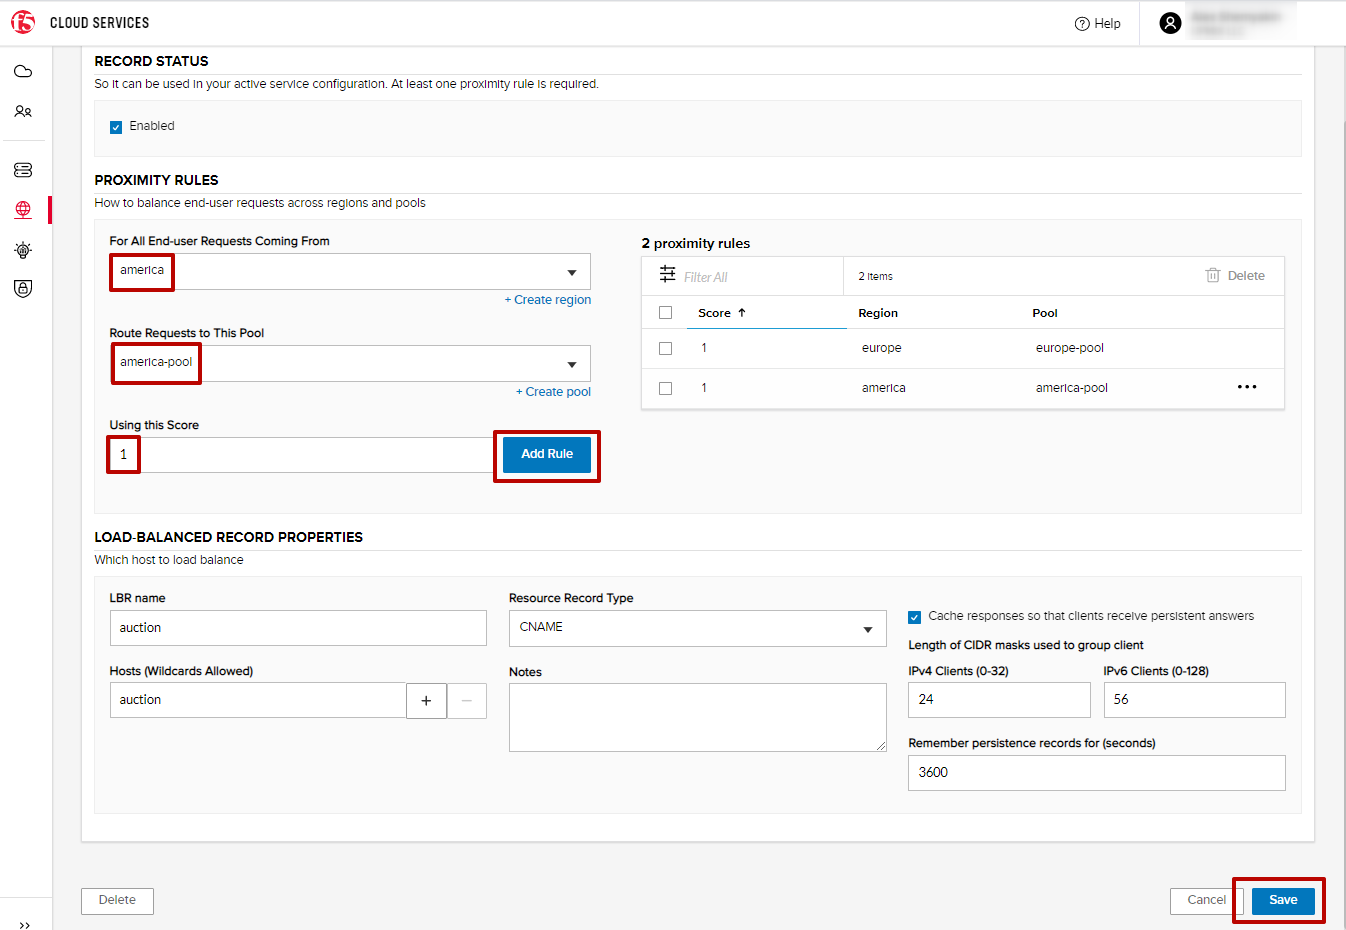 f5 CLOUD SERVICES
Help
RECORD STATUS
So it can be used in your active service configuration. At least one proximity rule is required.
Enabled
PROXIMITY RULES
How to balance end-user requests across regions and pools
For All End-user Requests Coming From
america
+ Create region
Route Requests to This Pool
america-pool
+ Create pool
Using this Score
1
Add Rule
2 proximity rules
Filter All
2 Items
Delete
Score ↑ Region Pool
1 europe europe-pool
1 america america-pool •••
LOAD-BALANCED RECORD PROPERTIES
Which host to load balance
LBR name
auction
Hosts (Wildcards Allowed)
auction
+ −
Resource Record Type
CNAME
Notes
Cache responses so that clients receive persistent answers
Length of CIDR masks used to group client
IPv4 Clients (0-32) IPv6 Clients (0-128)
24 56
Remember persistence records for (seconds)
3600
Delete
Cancel
Save